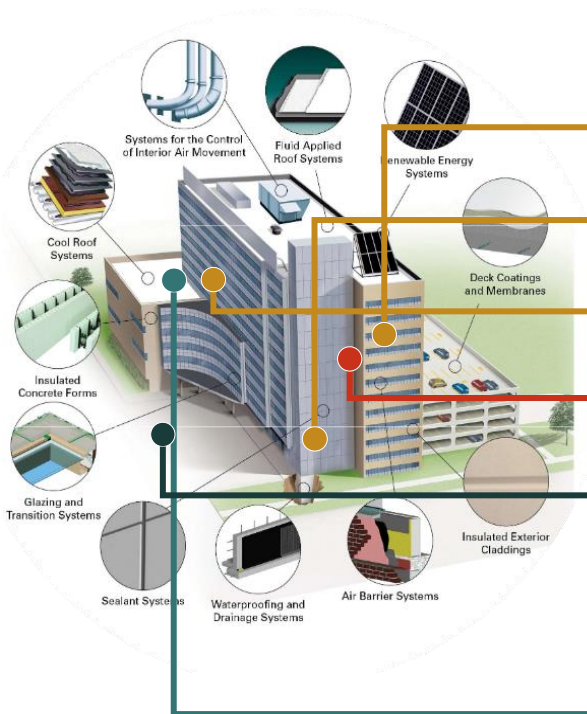 Systems for the Control
of Interior Air Movement
Fluid Applied
Roof Systems
Renewable Energy
Systems
Cool Roof
Systems
Deck Coatings
and Membranes
Insulated
Concrete Forms
Glazing and
Transition Systems
Insulated Exterior
Claddings
Sealant Systems
Waterproofing and
Drainage Systems
Air Barrier Systems